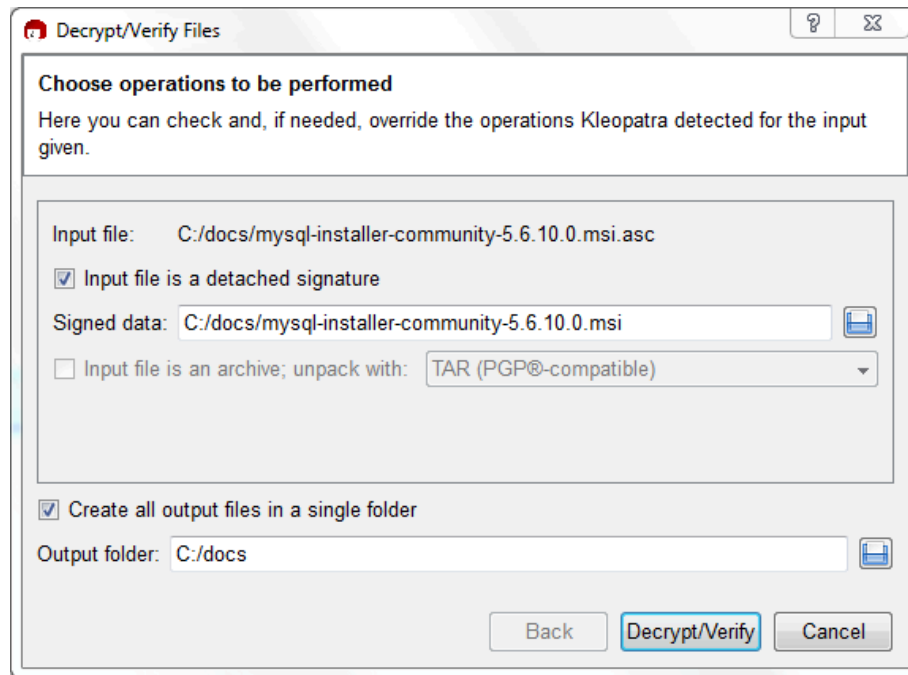 Decrypt/Verify Files
Choose operations to be performed
Here you can check and, if needed, override the operations Kleopatra detected for the input
given.
Input file: C:/docs/mysql-installer-community-5.6.10.0.msi.asc
Input file is a detached signature
Signed data: C:/docs/mysql-installer-community-5.6.10.0.msi
Input file is an archive; unpack with: TAR (PGP®-compatible)
Create all output files in a single folder
Output folder: C:/docs
Back Decrypt/Verify Cancel